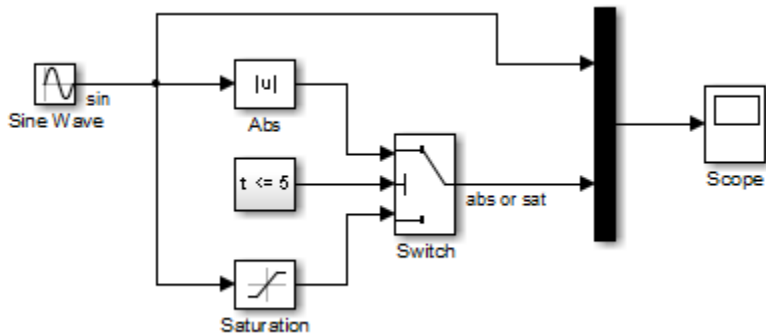 sin
Sine Wave
|u|
Abs
t <= 5
abs or sat
Switch
Saturation
Scope